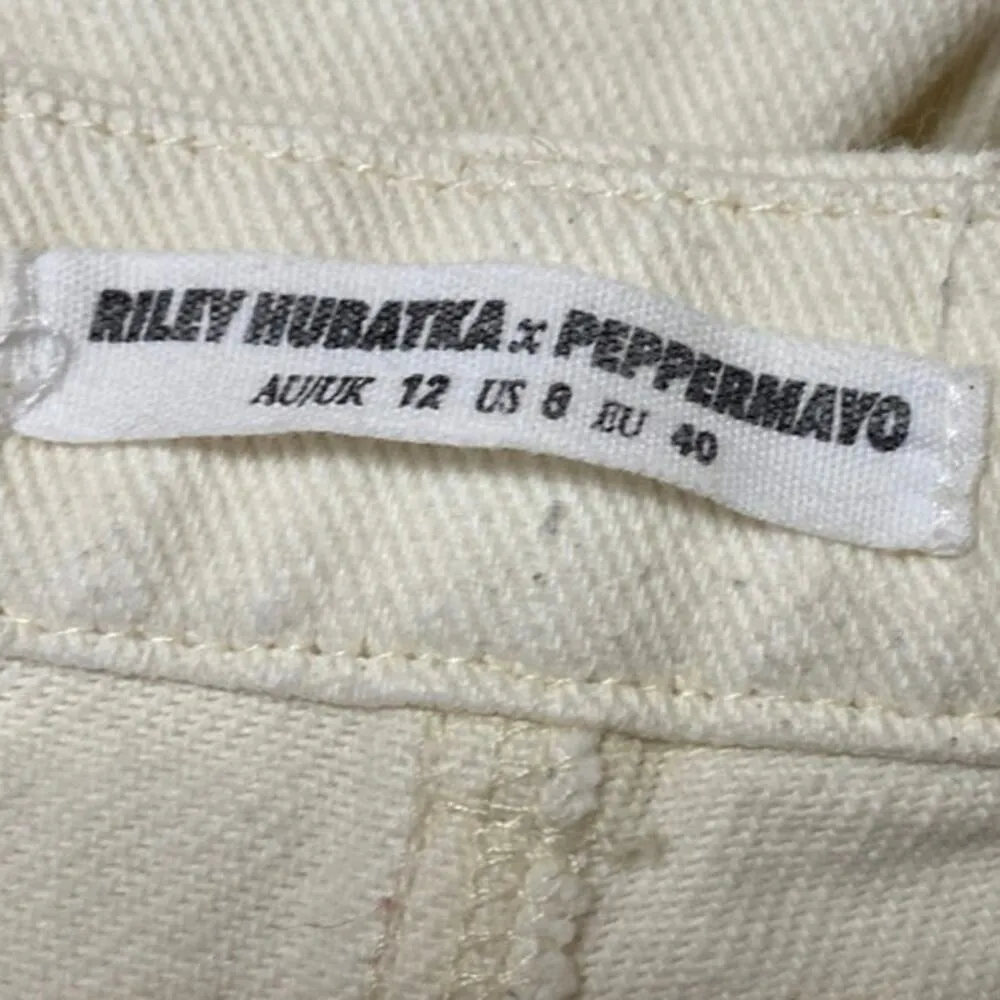 RILEY HUBATKA x PEPPERMAYO
AU/UK 12 US 8 EU 40